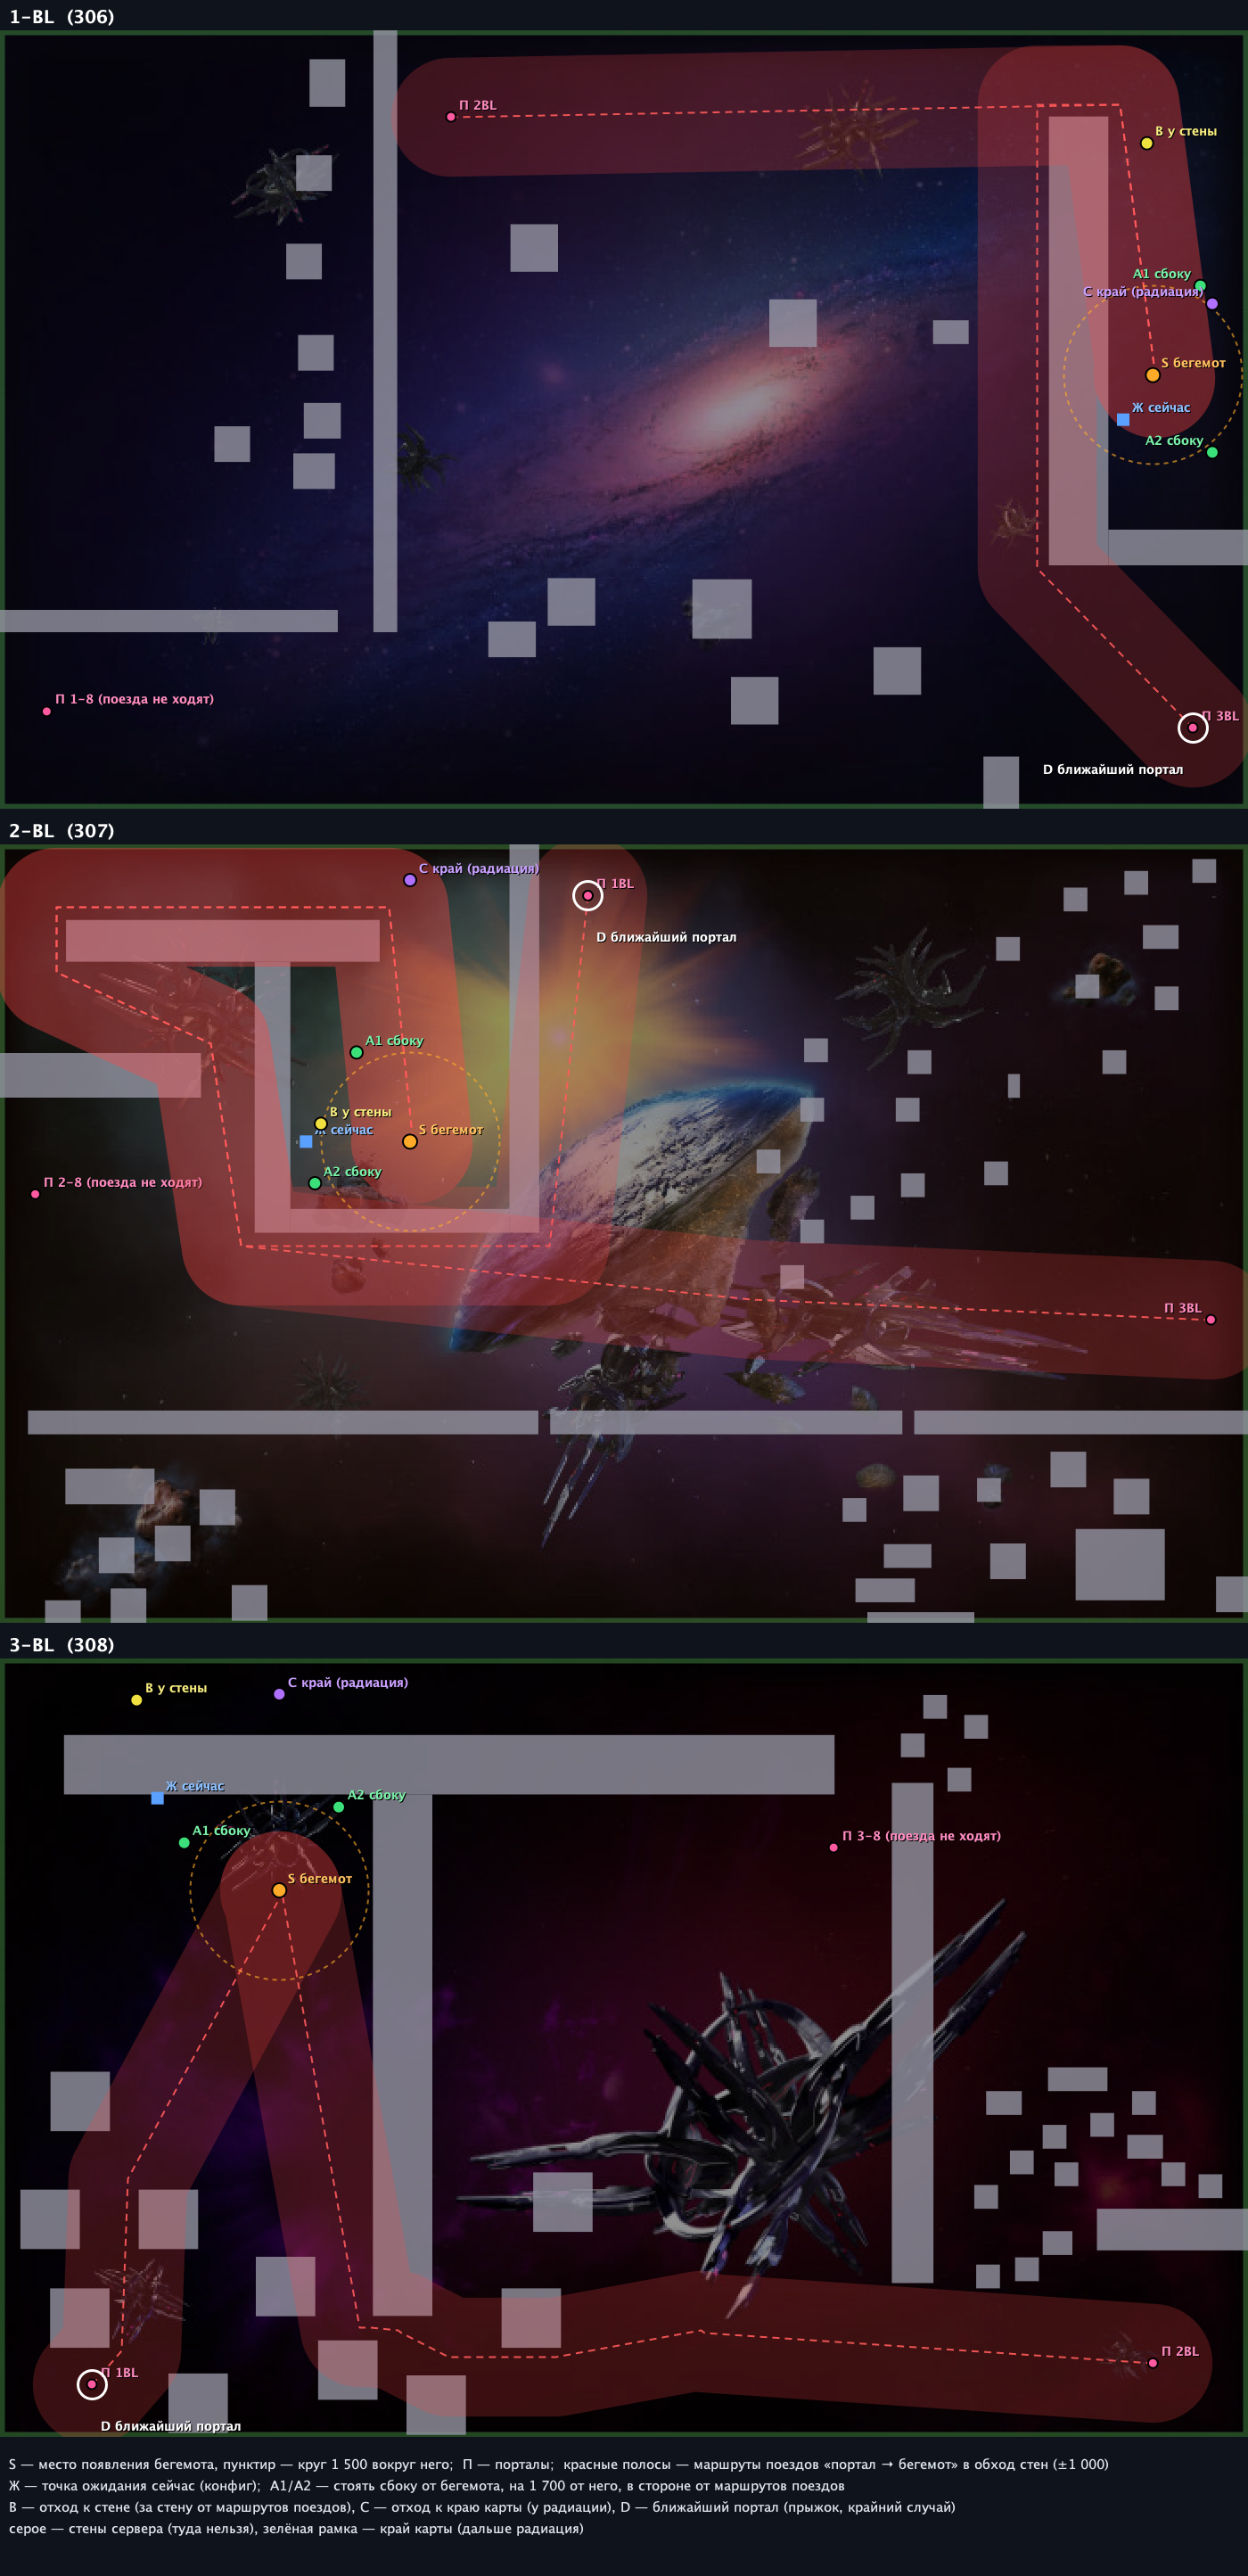 1-BL (306)
П 2BL
В у стены
А1 сбоку
С край (радиация)
S бегемот
Ж сейчас
А2 сбоку
П 1-8 (поезда не ходят)
П 3BL
D ближайший портал
2-BL (307)
С край (радиация)
П 1BL
D ближайший портал
А1 сбоку
В у стены
Ж сейчас
S бегемот
А2 сбоку
П 2-8 (поезда не ходят)
П 3BL
3-BL (308)
С край (радиация)
В у стены
Ж сейчас
А2 сбоку
А1 сбоку
П 3-8 (поезда не ходят)
S бегемот
П 2BL
П 1BL
D ближайший портал
S — место появления бегемота, пунктир — круг 1 500 вокруг него; П — порталы; красные полосы — маршруты поездов «портал → бегемот» в обход стен (±1 000)
Ж — точка ожидания сейчас (конфиг); А1/А2 — стоять сбоку от бегемота, на 1 700 от него, в стороне от маршрутов поездов
В — отход к стене (за стену от маршрутов поездов), С — отход к краю карты (у радиации), D — ближайший портал (прыжок, крайний случай)
серое — стены сервера (туда нельзя), зелёная рамка — край карты (дальше радиация)